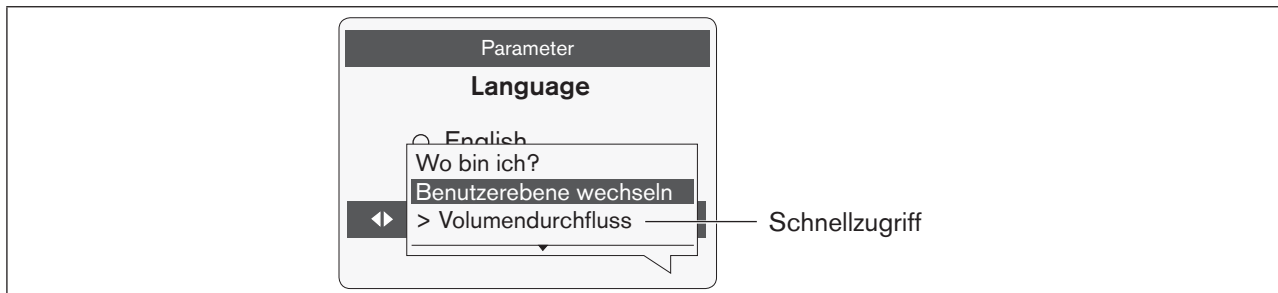 Parameter
Language
English
Wo bin ich?
Benutzerebene wechseln
> Volumendurchfluss
Schnellzugriff